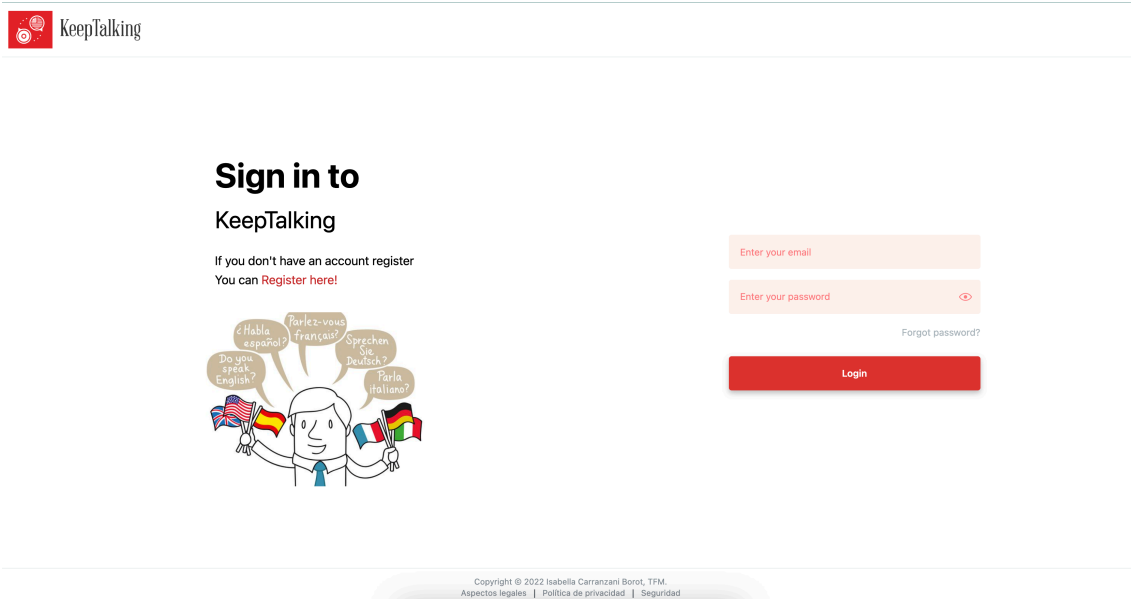 KeepTalking
Sign in to
KeepTalking
If you don't have an account register
You can Register here!
¿Habla
español?
Parlez-vous
français?
Sprechen
Sie
Deutsch?
Do you
speak
English?
Parla
italiano?
Enter your email
Enter your password
Forgot password?
Login
Copyright © 2022 Isabella Carranzani Borot, TFM.
Aspectos legales | Política de privacidad | Seguridad